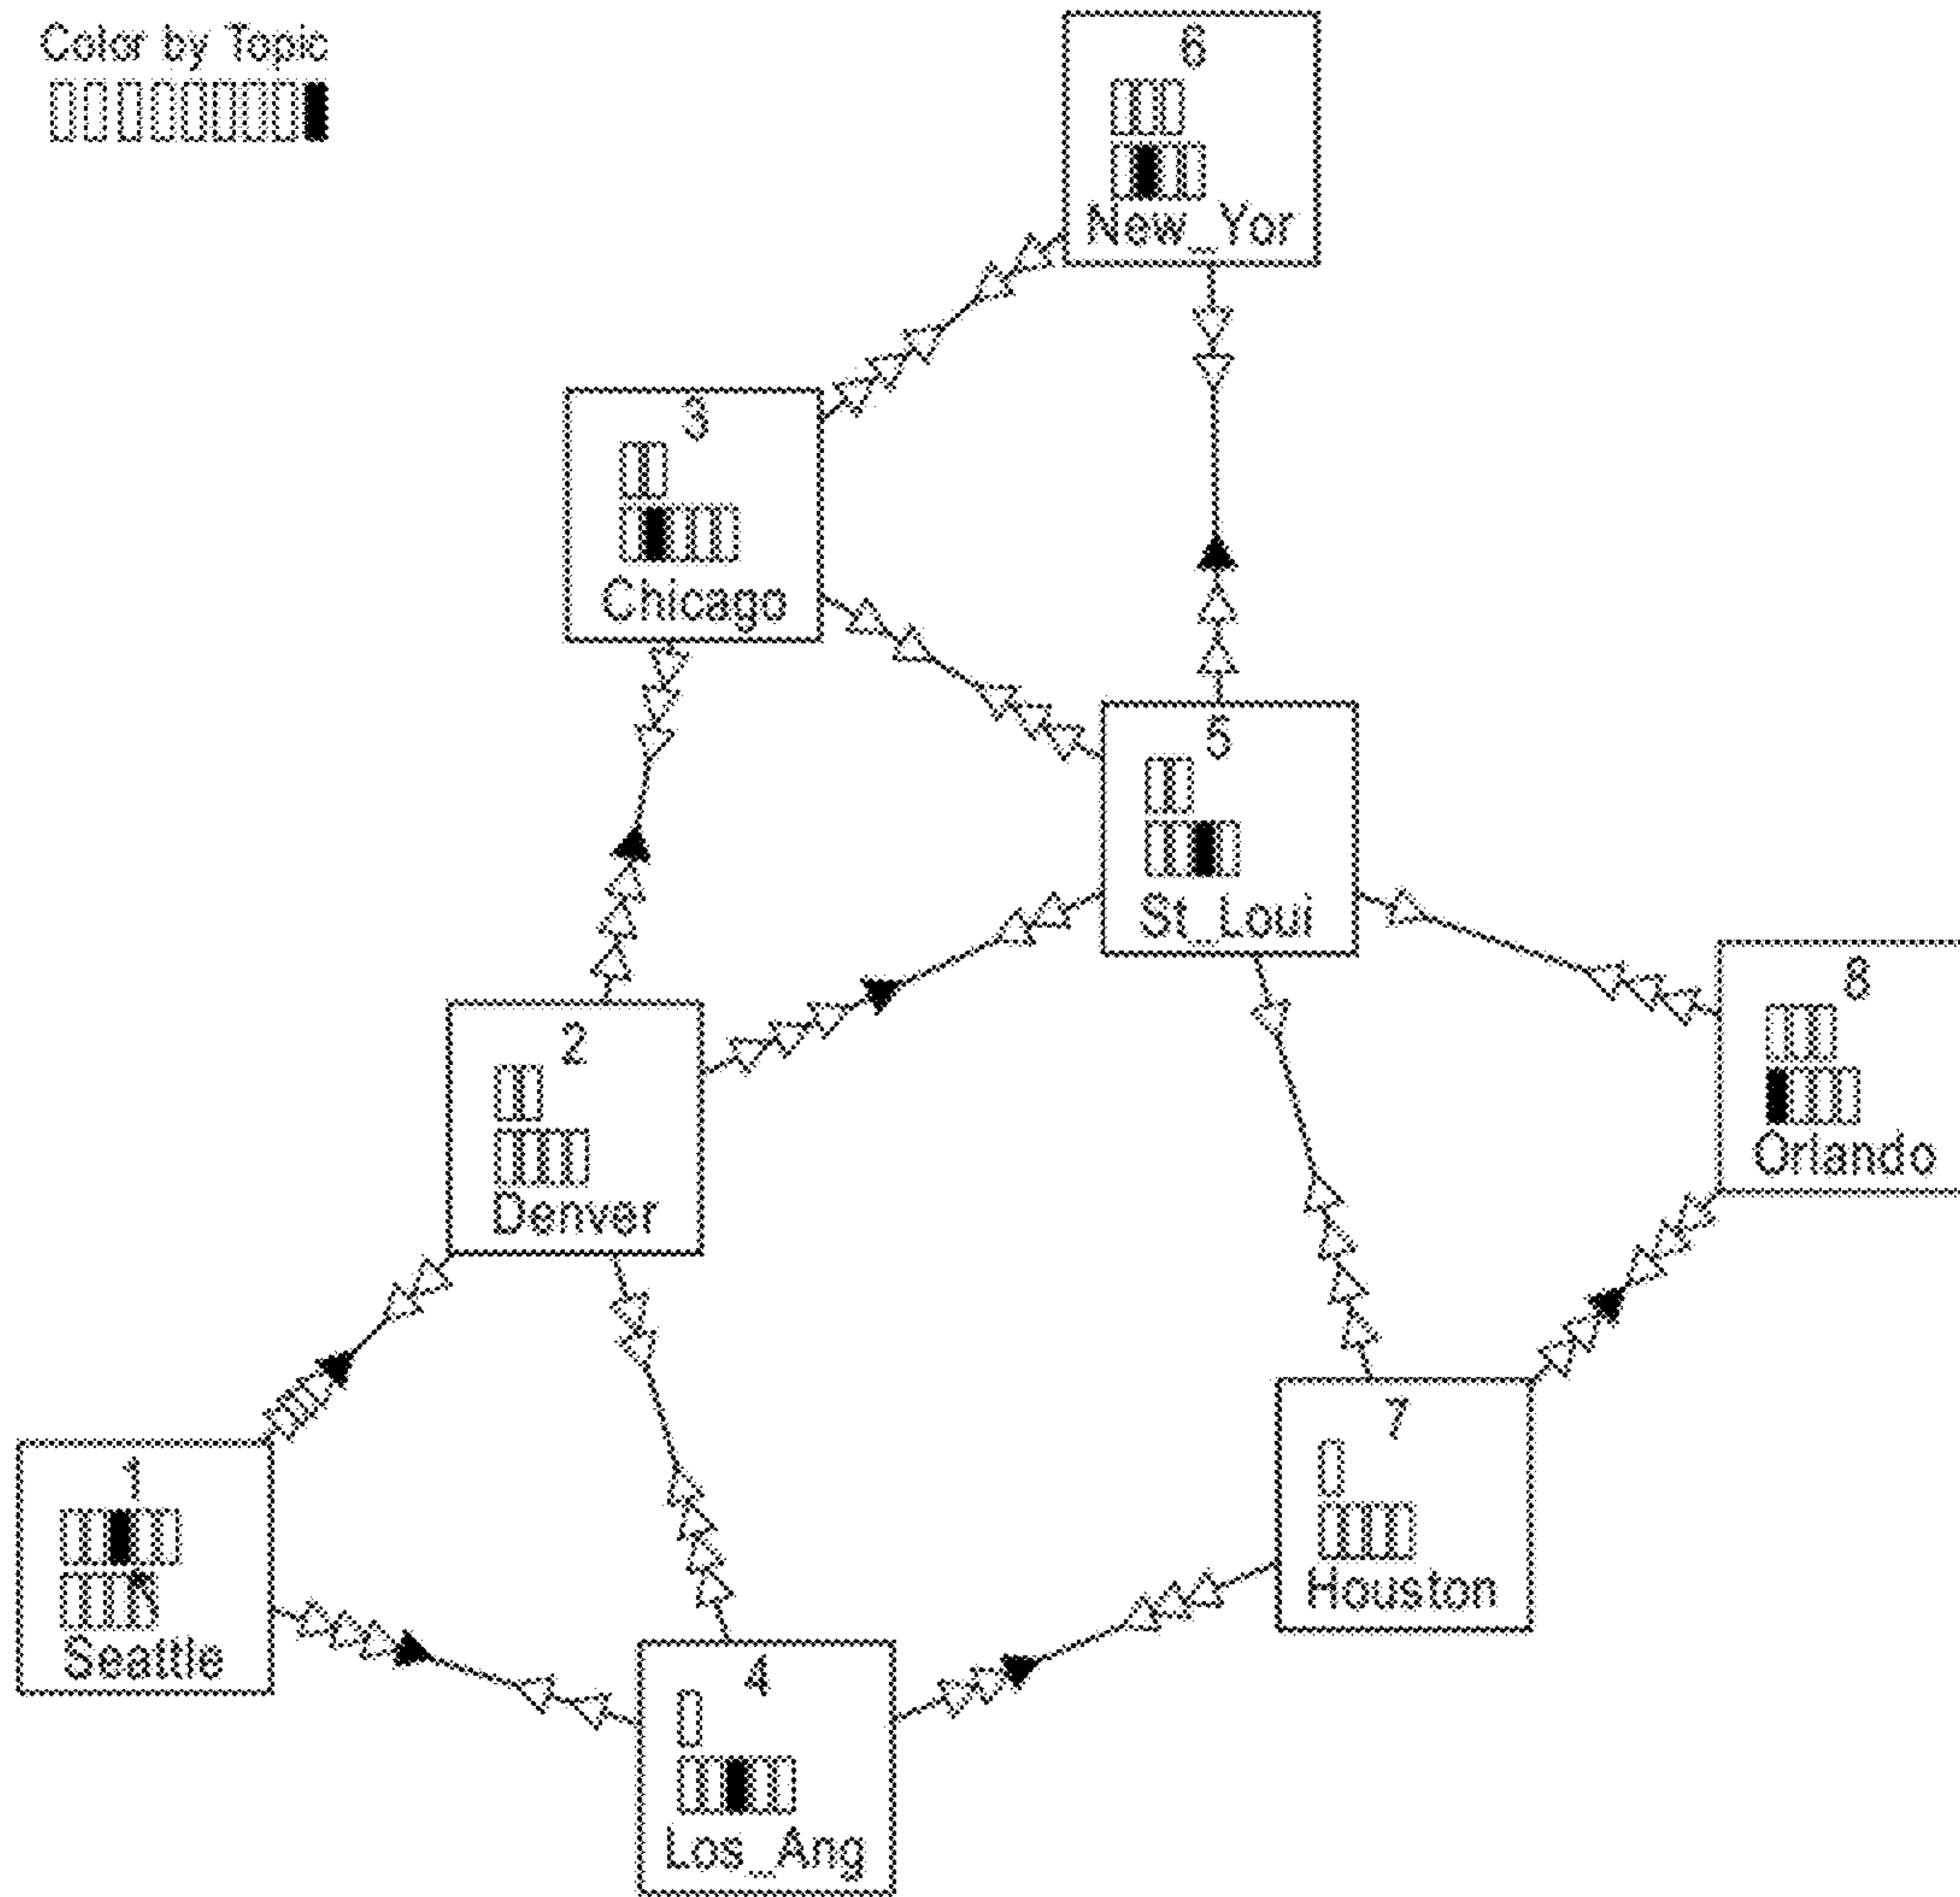 Color by Topic
6
New_Yor
3
Chicago
5
St_Loui
8
Orlando
2
Denver
7
Houston
1
Seattle
4
Los_Ang